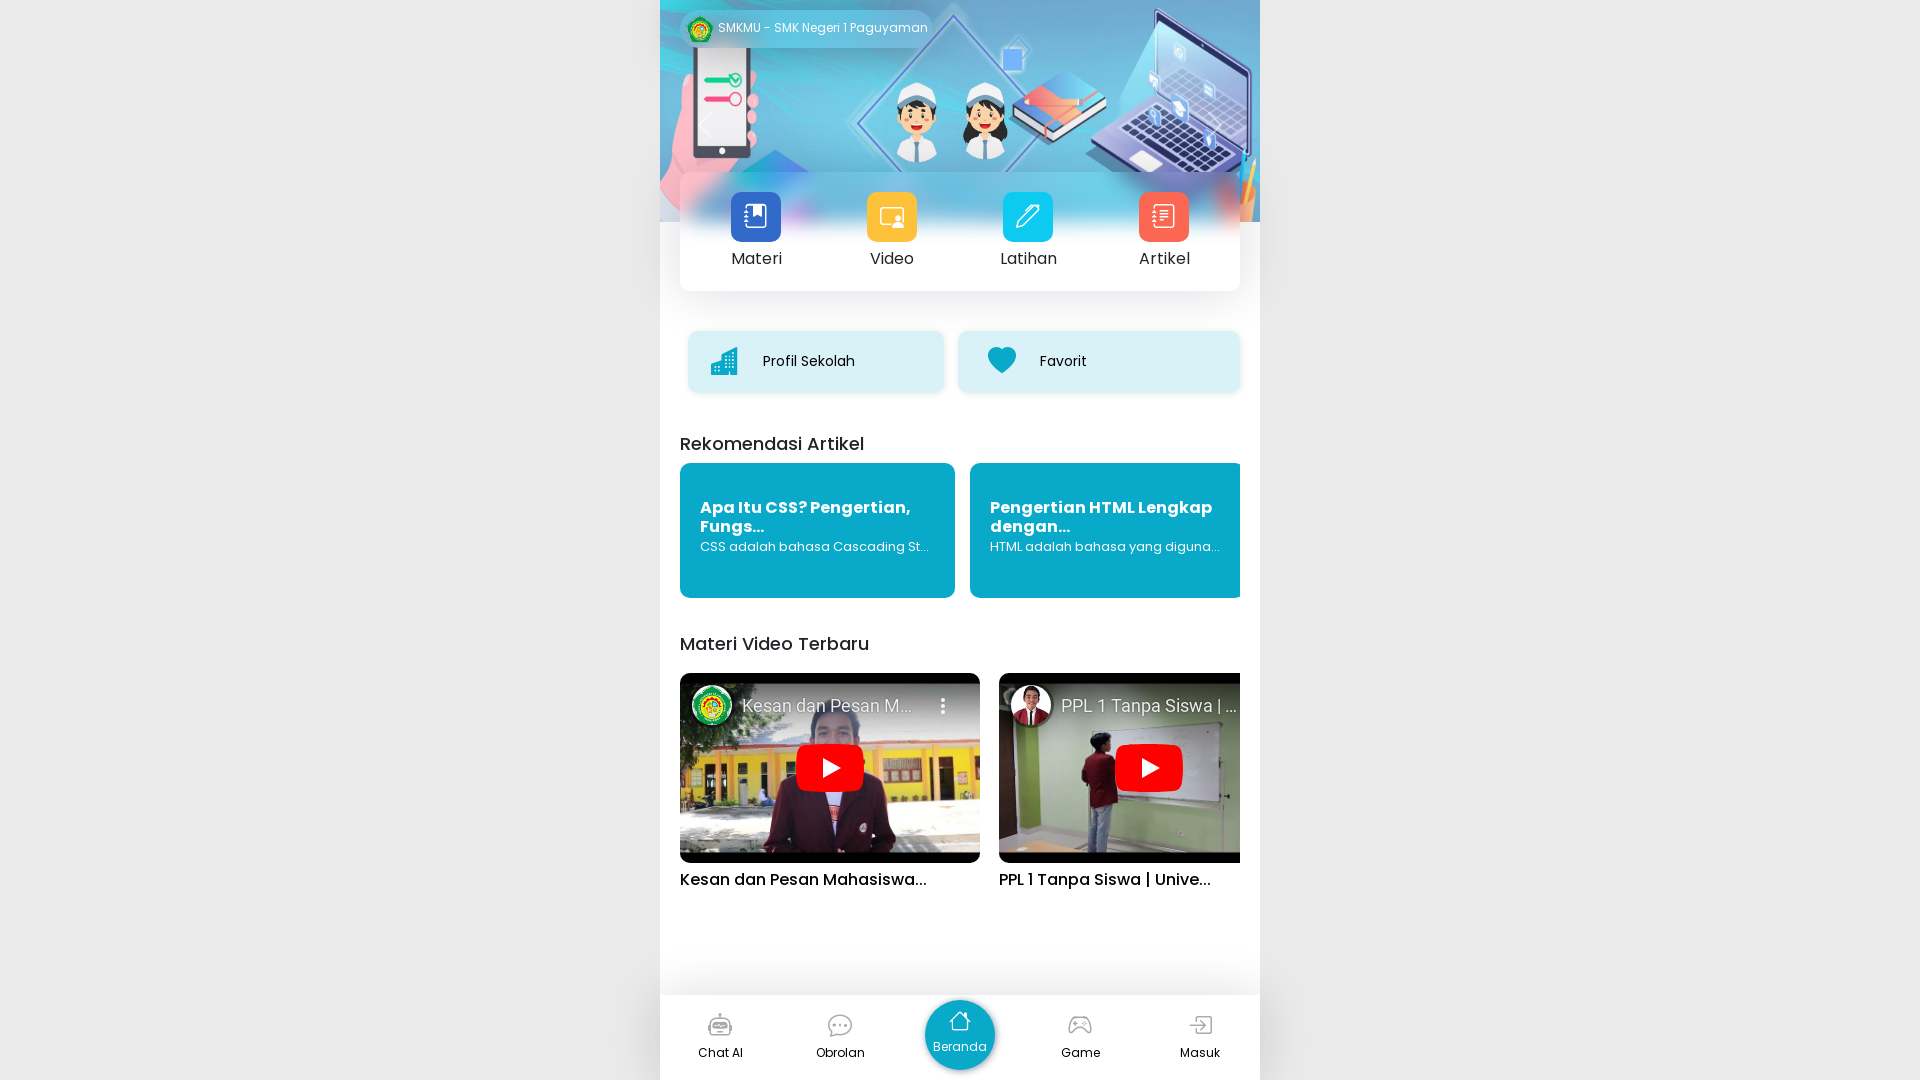 SMKMU - SMK Negeri 1 Paguyaman
Materi
Video
Latihan
Artikel
Profil Sekolah
Favorit
Rekomendasi Artikel
Apa Itu CSS? Pengertian,
Fungs...
CSS adalah bahasa Cascading St...
Pengertian HTML Lengkap
dengan...
HTML adalah bahasa yang diguna...
Materi Video Terbaru
Kesan dan Pesan M...
PPL 1 Tanpa Siswa | ...
Kesan dan Pesan Mahasiswa...
PPL 1 Tanpa Siswa | Unive...
Chat AI
Obrolan
Beranda
Game
Masuk